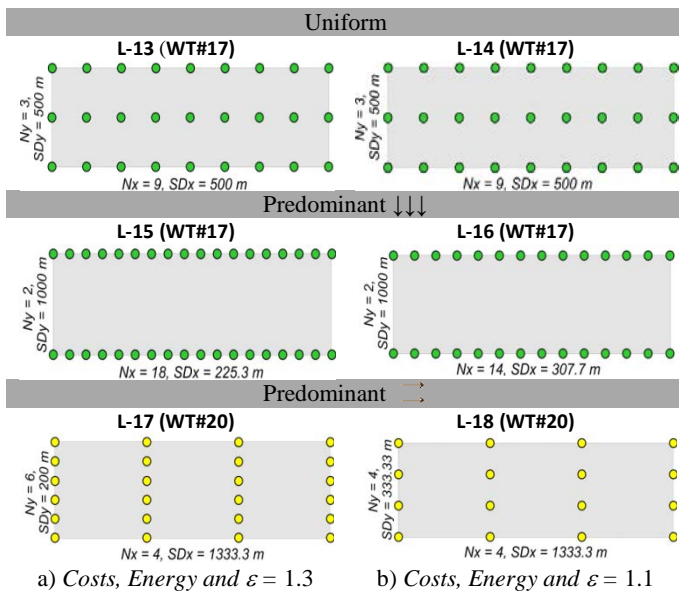 Uniform
L-13 (WT#17) L-14 (WT#17)
Ny = 3,
SDy = 500 m
Ny = 3,
SDy = 500 m
Nx = 9, SDx = 500 m Nx = 9, SDx = 500 m
Predominant ↓↓↓
L-15 (WT#17) L-16 (WT#17)
Ny = 2,
SDy = 1000 m
Ny = 2,
SDy = 1000 m
Nx = 18, SDx = 225.3 m Nx = 14, SDx = 307.7 m
Predominant →
→
L-17 (WT#20) L-18 (WT#20)
Ny = 6,
SDy = 200 m
Ny = 4,
SDy = 333.33 m
Nx = 4, SDx = 1333.3 m Nx = 4, SDx = 1333.3 m
a) Costs, Energy and ε = 1.3 b) Costs, Energy and ε = 1.1